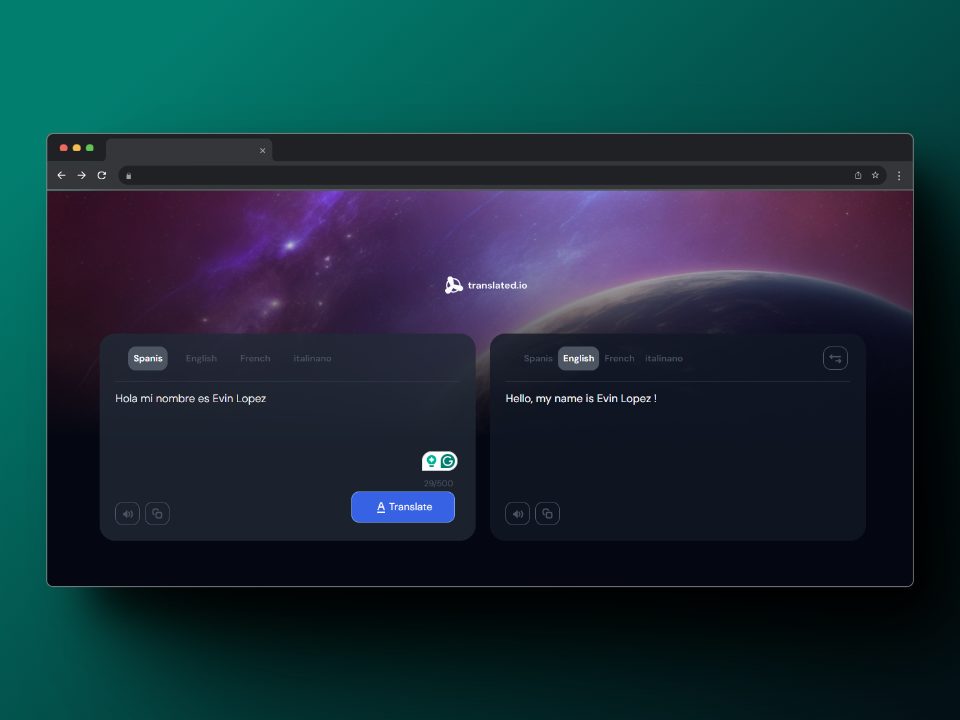 translated.io
Spanis English French italinano
Hola mi nombre es Evin Lopez
29/500
A Translate
Spanis English French italinano
Hello, my name is Evin Lopez !